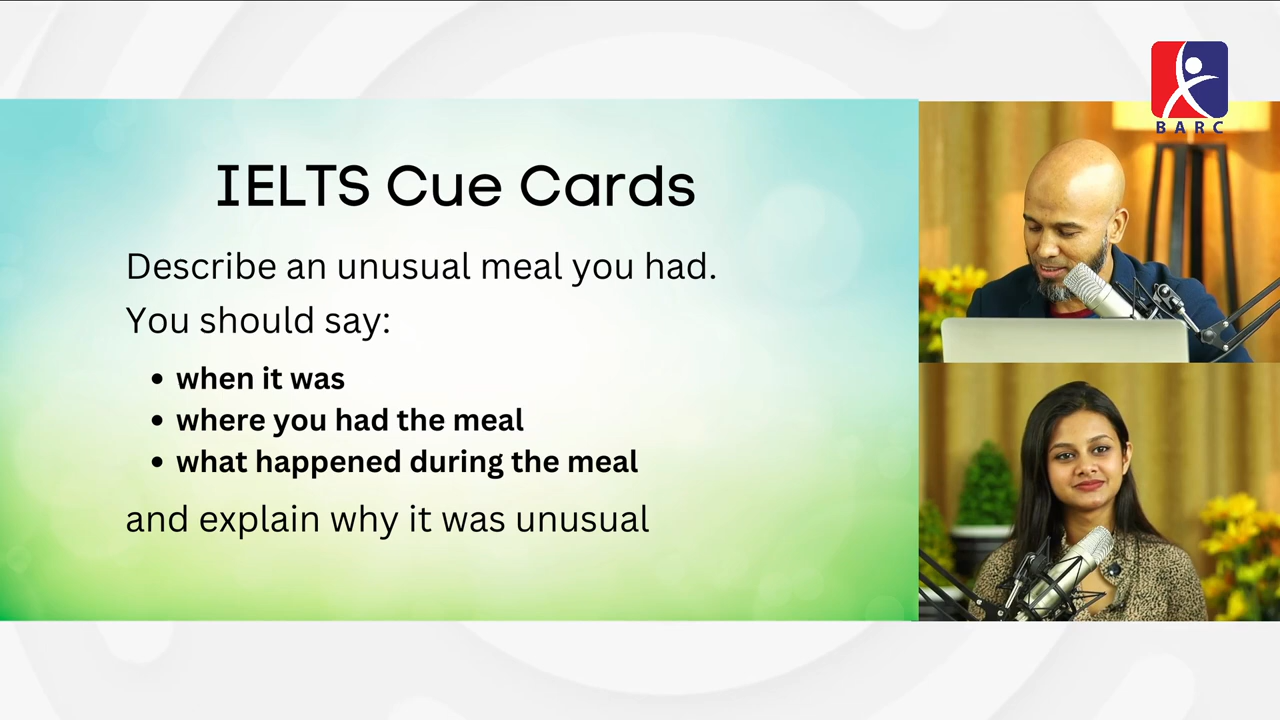 BARC
IELTS Cue Cards
Describe an unusual meal you had.
You should say:
• when it was
• where you had the meal
• what happened during the meal
and explain why it was unusual